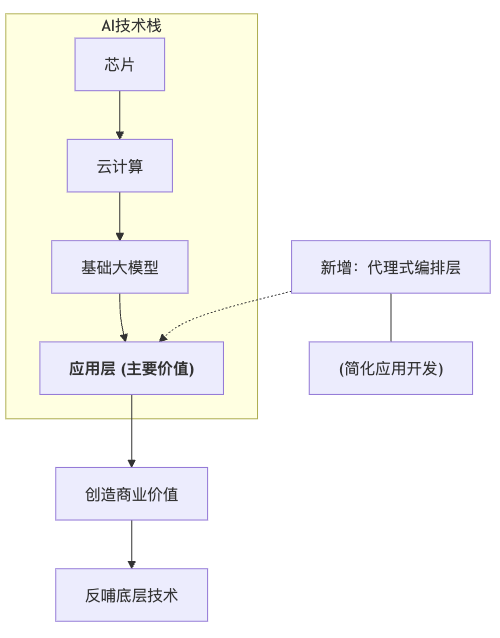 AI技术栈
芯片
云计算
基础大模型
新增：代理式编排层
应用层 (主要价值)
(简化应用开发)
创造商业价值
反哺底层技术